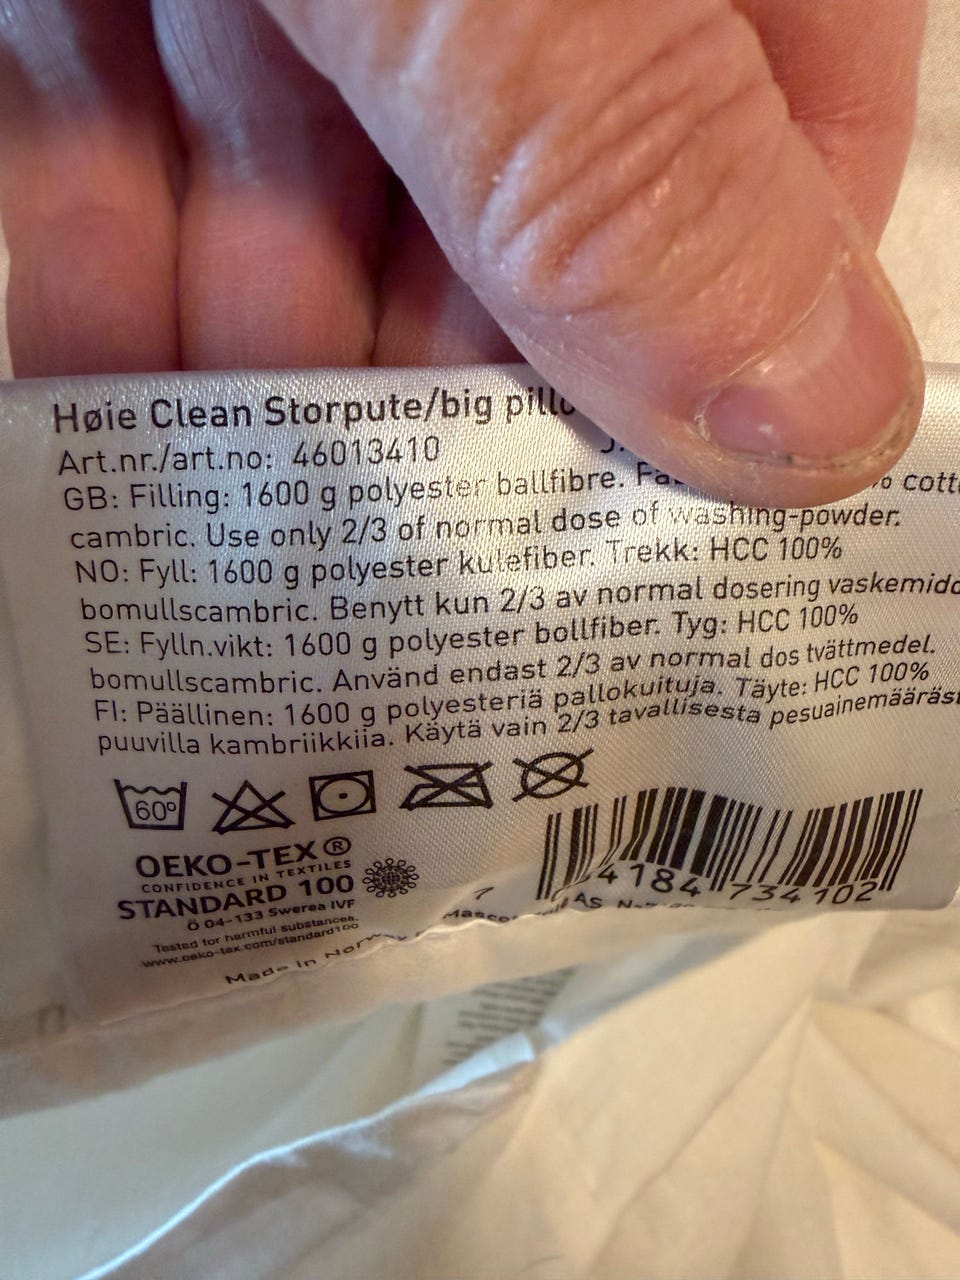 Høie Clean Storpute/big
Art.nr./art.no: 46013410
GB: Filling: 1600 g polyester ballfibre.
cambric. Use only 2/3 of normal dose of washing-powder.
NO: Fyll: 1600 g polyester kulefiber. Trekk: HCC 100%
bomullscambric. Benytt kun 2/3 av normal dosering
SE: Fylln.vikt: 1600 g polyester bollfiber. Tyg: HCC 100%
bomullscambric. Använd endast 2/3 av normal dos tvättmedel.
FI: Päällinen: 1600 g polyesteriä pallokuituja. Täyte: HCC 100%
puuvilla kambriikkiia. Käytä vain 2/3 tavallisesta
60°
OEKO-TEX®
CONFIDENCE IN TEXTILES
STANDARD 100
Ö 04-133 Swerea IVF
Tested for harmful substances.
www.oeko-tex.com/standard100
Made in
7 734102
AS